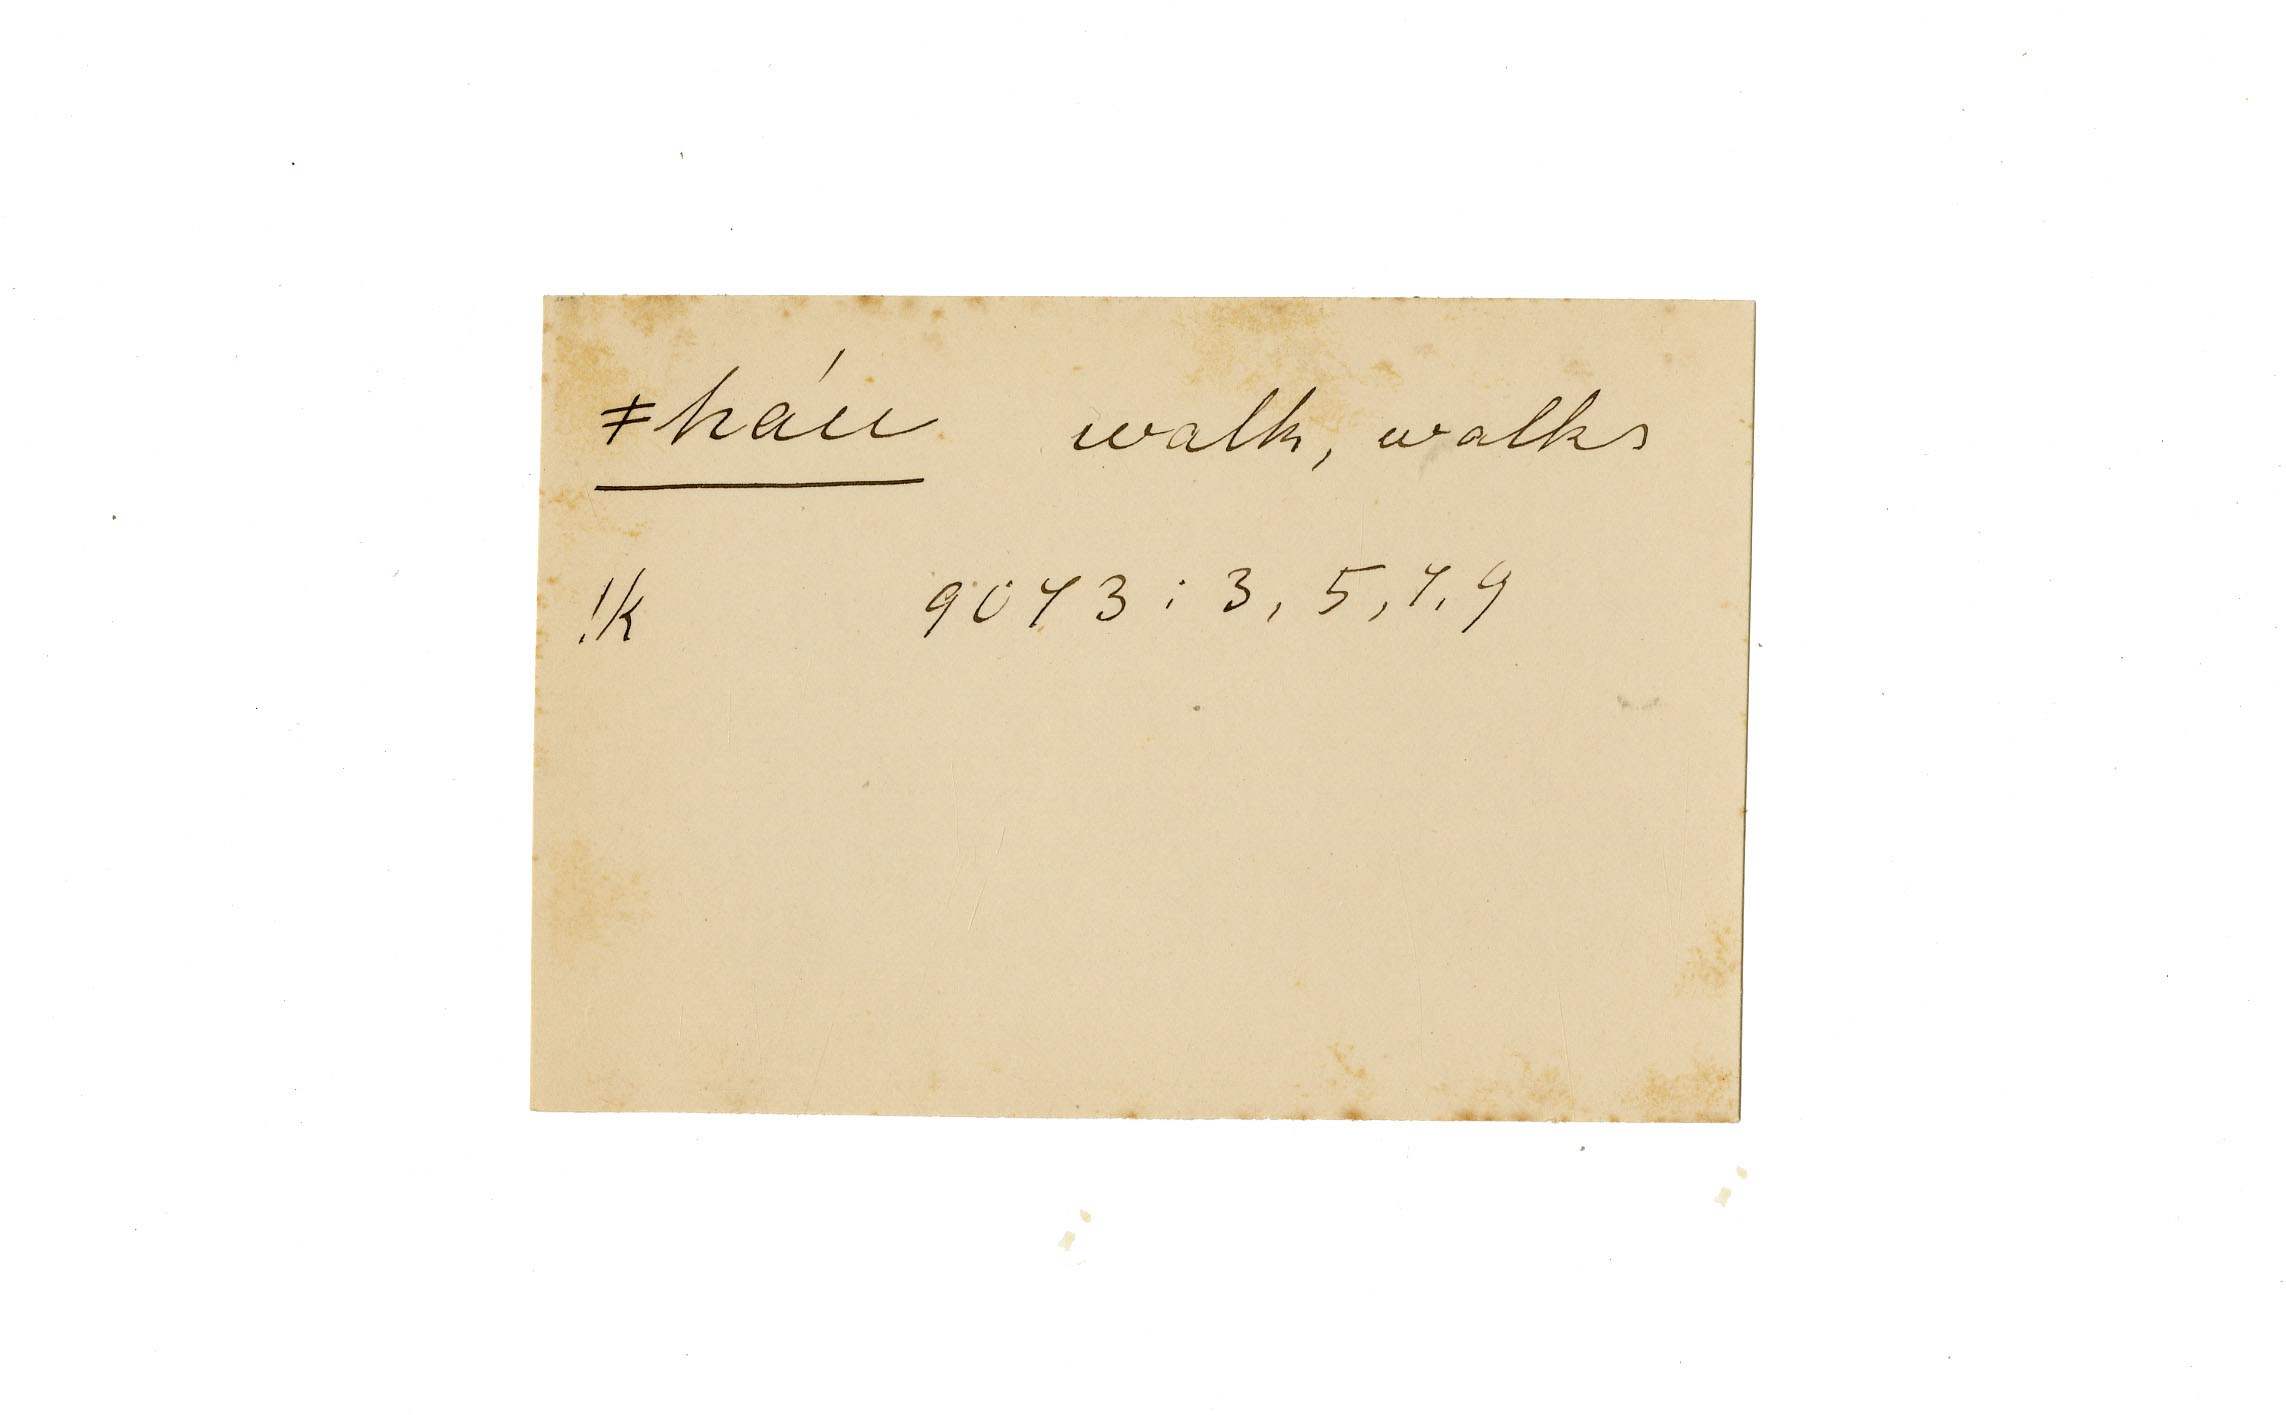 ǂháu walk, walks
!k 9073 : 3, 5, 7, 9